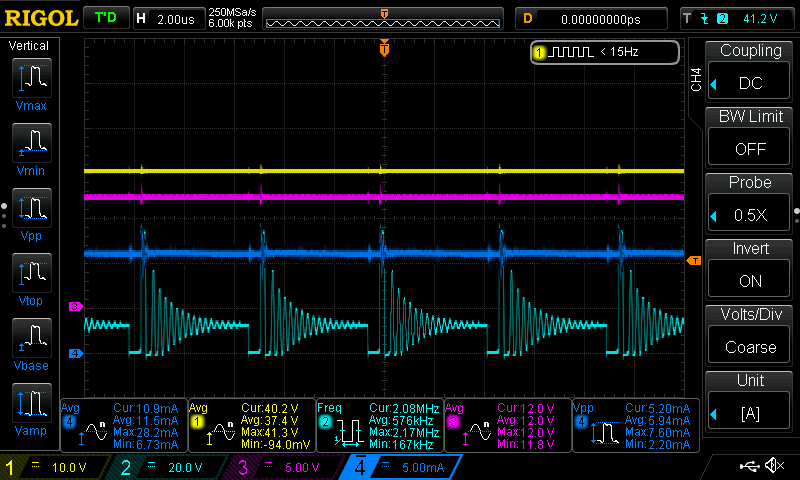 RIGOL T'D H 2.00us 250MSa/s 6.00k pts T D 0.00000000ps T 2 41.2 V
Vertical
Vmax
Vmin
Vpp
Vtop
Vbase
Vamp
T
1 < 15Hz
T
3
4
CH4
Coupling
DC
BW Limit
OFF
Probe
0.5X
Invert
ON
Volts/Div
Coarse
Unit
[A]
Avg 4 Cur:10.9mA
Avg:11.5mA
Max:28.2mA
Min:6.73mA
Avg 1 Cur:40.2 V
Avg:37.4 V
Max:41.3 V
Min:-94.0mV
Freq 2 Cur:2.08MHz
Avg:576kHz
Max:2.17MHz
Min:167kHz
Avg 3 Cur:12.0 V
Avg:12.0 V
Max:12.0 V
Min:11.8 V
Vpp 4 Cur:5.20mA
Avg:5.94mA
Max:7.60mA
Min:2.20mA
1 10.0 V 2 20.0 V 3 5.00 V 4 5.00mA